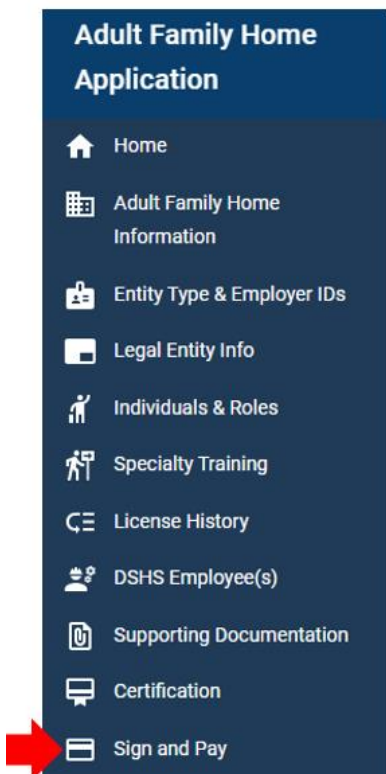 Adult Family Home
Application
Home
Adult Family Home
Information
Entity Type & Employer IDs
Legal Entity Info
Individuals & Roles
Specialty Training
License History
DSHS Employee(s)
Supporting Documentation
Certification
Sign and Pay